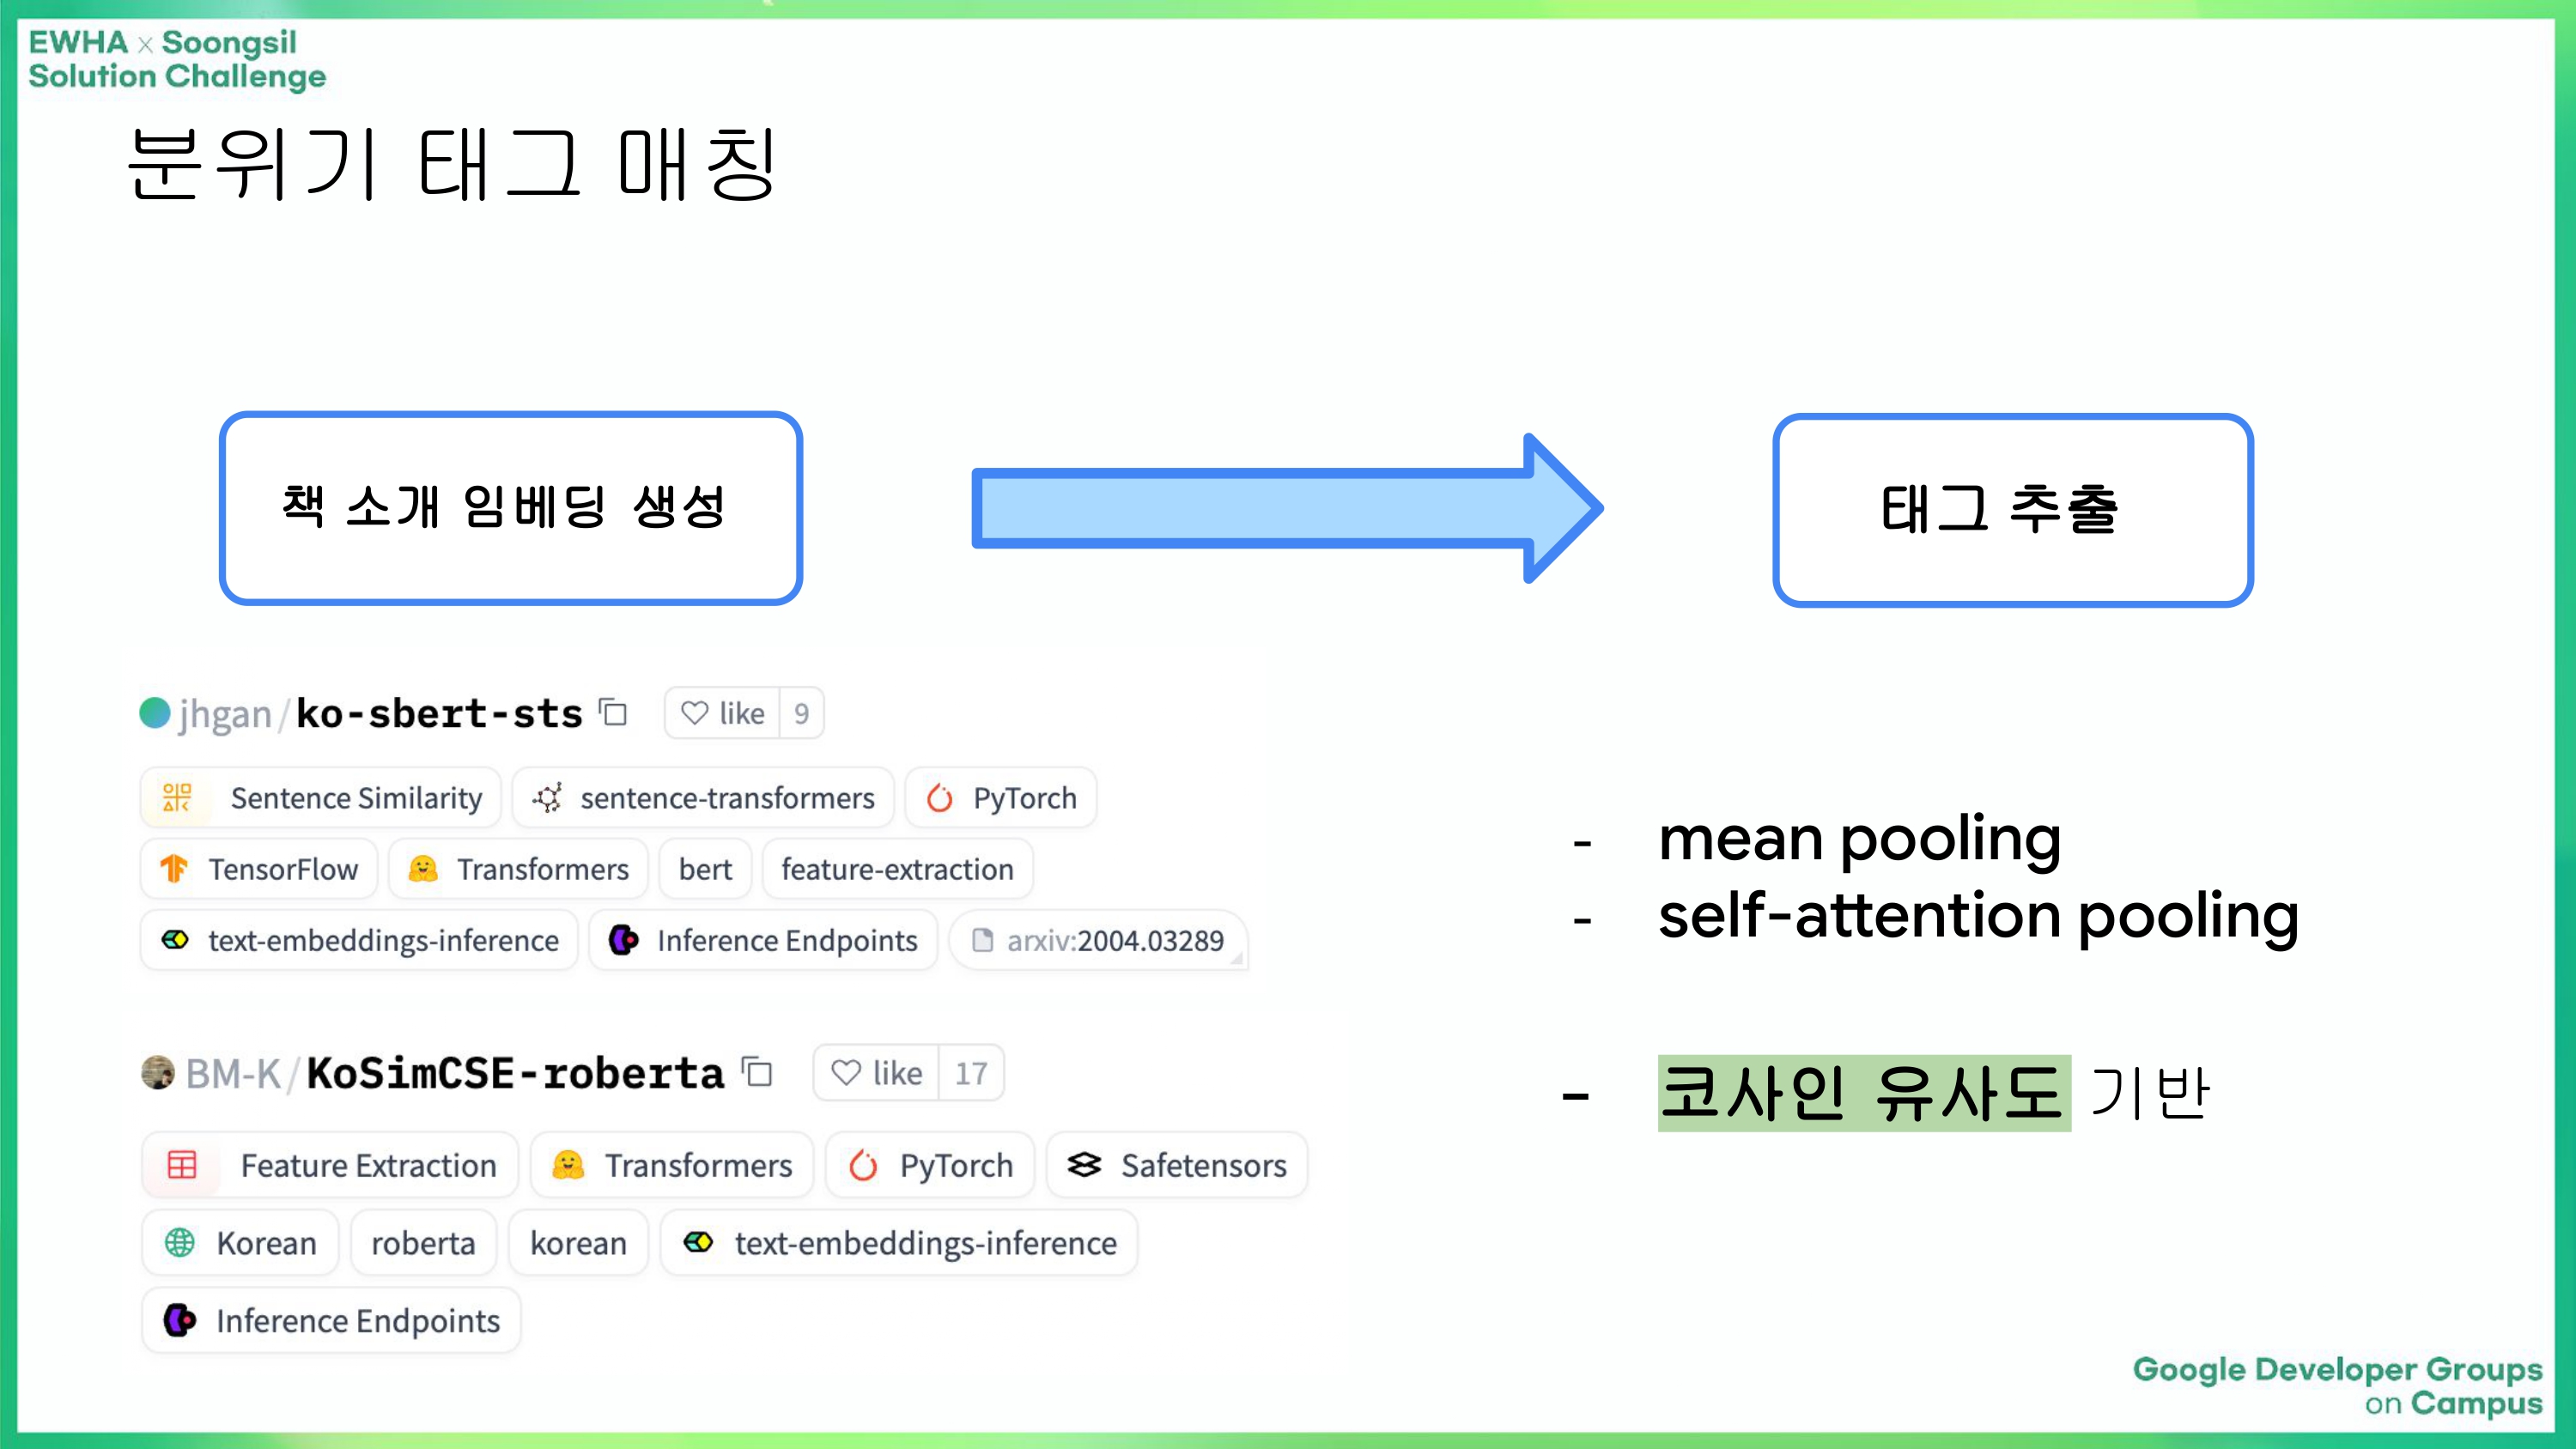 EWHA × Soongsil
Solution Challenge
분위기 태그 매칭
책 소개 임베딩 생성
태그 추출
jhgan/ko-sbert-sts like 9
Sentence Similarity sentence-transformers PyTorch
TensorFlow Transformers bert feature-extraction
text-embeddings-inference Inference Endpoints arxiv:2004.03289
BM-K/KoSimCSE-roberta like 17
Feature Extraction Transformers PyTorch Safetensors
Korean roberta korean text-embeddings-inference
Inference Endpoints
- mean pooling
- self-attention pooling
- 코사인 유사도 기반
Google Developer Groups
on Campus